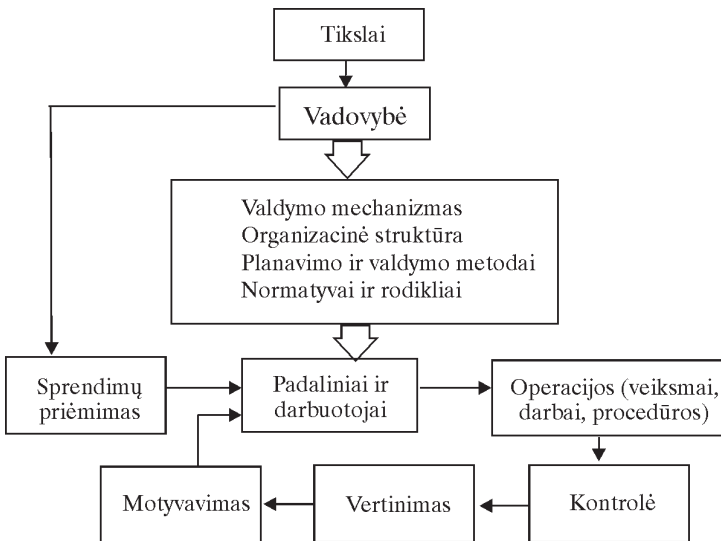 Tikslai
Vadovybė
Valdymo mechanizmas
Organizacinė struktūra
Planavimo ir valdymo metodai
Normatyvai ir rodikliai
Sprendimų
priėmimas
Padaliniai ir
darbuotojai
Operacijos (veiksmai,
darbai, procedūros)
Motyvavimas
Vertinimas
Kontrolė